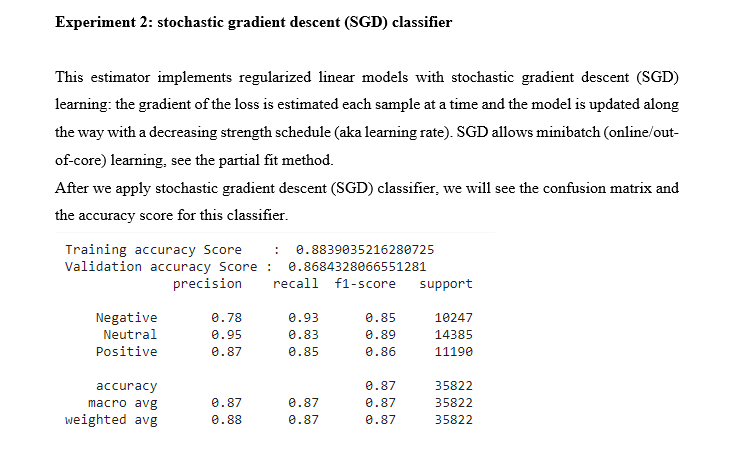 Experiment 2: stochastic gradient descent (SGD) classifier
This estimator implements regularized linear models with stochastic gradient descent (SGD)
learning: the gradient of the loss is estimated each sample at a time and the model is updated along
the way with a decreasing strength schedule (aka learning rate). SGD allows minibatch (online/out-
of-core) learning, see the partial fit method.
After we apply stochastic gradient descent (SGD) classifier, we will see the confusion matrix and
the accuracy score for this classifier.
Training accuracy Score    :  0.8839035216280725
Validation accuracy Score :  0.8684328066551281
precision    recall  f1-score   support
Negative       0.78      0.93      0.85     10247
Neutral       0.95      0.83      0.89     14385
Positive       0.87      0.85      0.86     11190
accuracy                           0.87     35822
macro avg       0.87      0.87      0.87     35822
weighted avg       0.88      0.87      0.87     35822